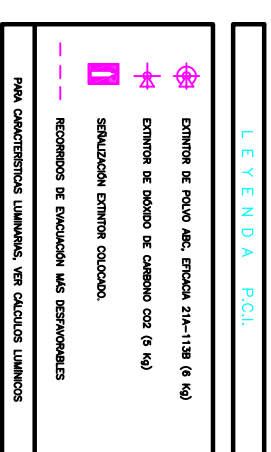 LEYENDA P.C.I.
EXTINTOR DE POLVO ABC, EFICACIA 21A-113B (6 Kg)
EXTINTOR DE DIÓXIDO DE CARBONO CO2 (5 Kg)
SEÑALIZACIÓN EXTINTOR COLOCADO.
RECORRIDOS DE EVACUACIÓN MÁS DESFAVORABLES
PARA CARACTERÍSTICAS LUMINARIAS, VER CÁLCULOS LUMÍNICOS